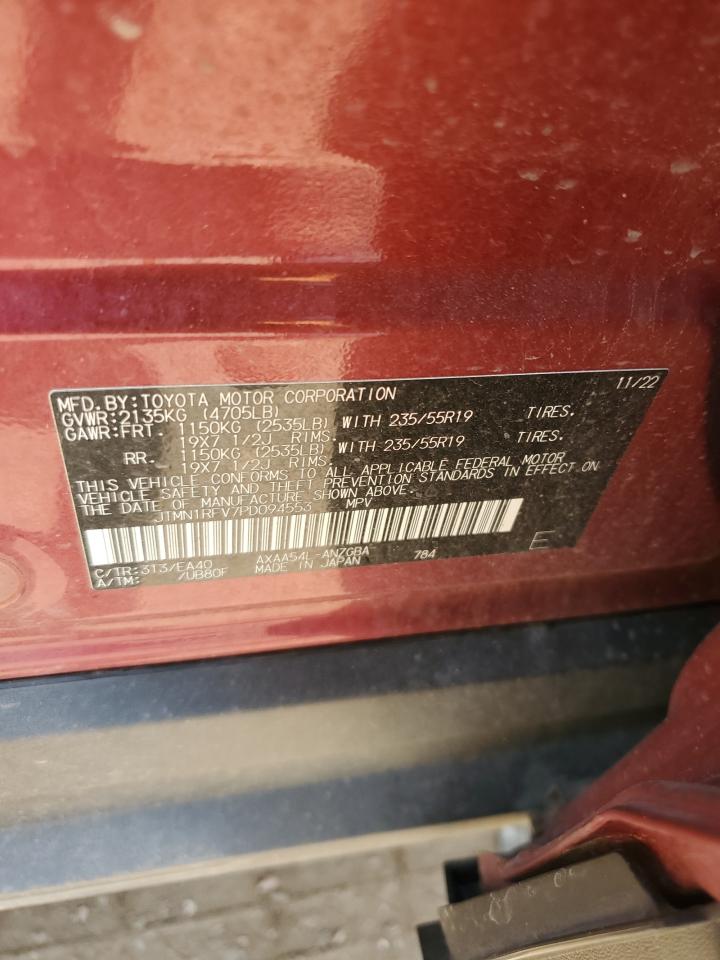 MFD.BY:TOYOTA MOTOR CORPORATION 11/22
GVWR:2135KG (4705LB)
GAWR:FRT. 1150KG (2535LB) WITH 235/55R19 TIRES.
19X7 1/2J RIMS.
RR. 1150KG (2535LB) WITH 235/55R19 TIRES.
19X7 1/2J RIMS.
THIS VEHICLE CONFORMS TO ALL APPLICABLE FEDERAL MOTOR
VEHICLE SAFETY AND THEFT PREVENTION STANDARDS IN EFFECT ON
THE DATE OF MANUFACTURE SHOWN ABOVE.
JTMN1RFV7PD094553 MPV
E
C/TR:3T3/EA40 AXAA54L-ANZGBA 784
A/TM: /UB80F MADE IN JAPAN